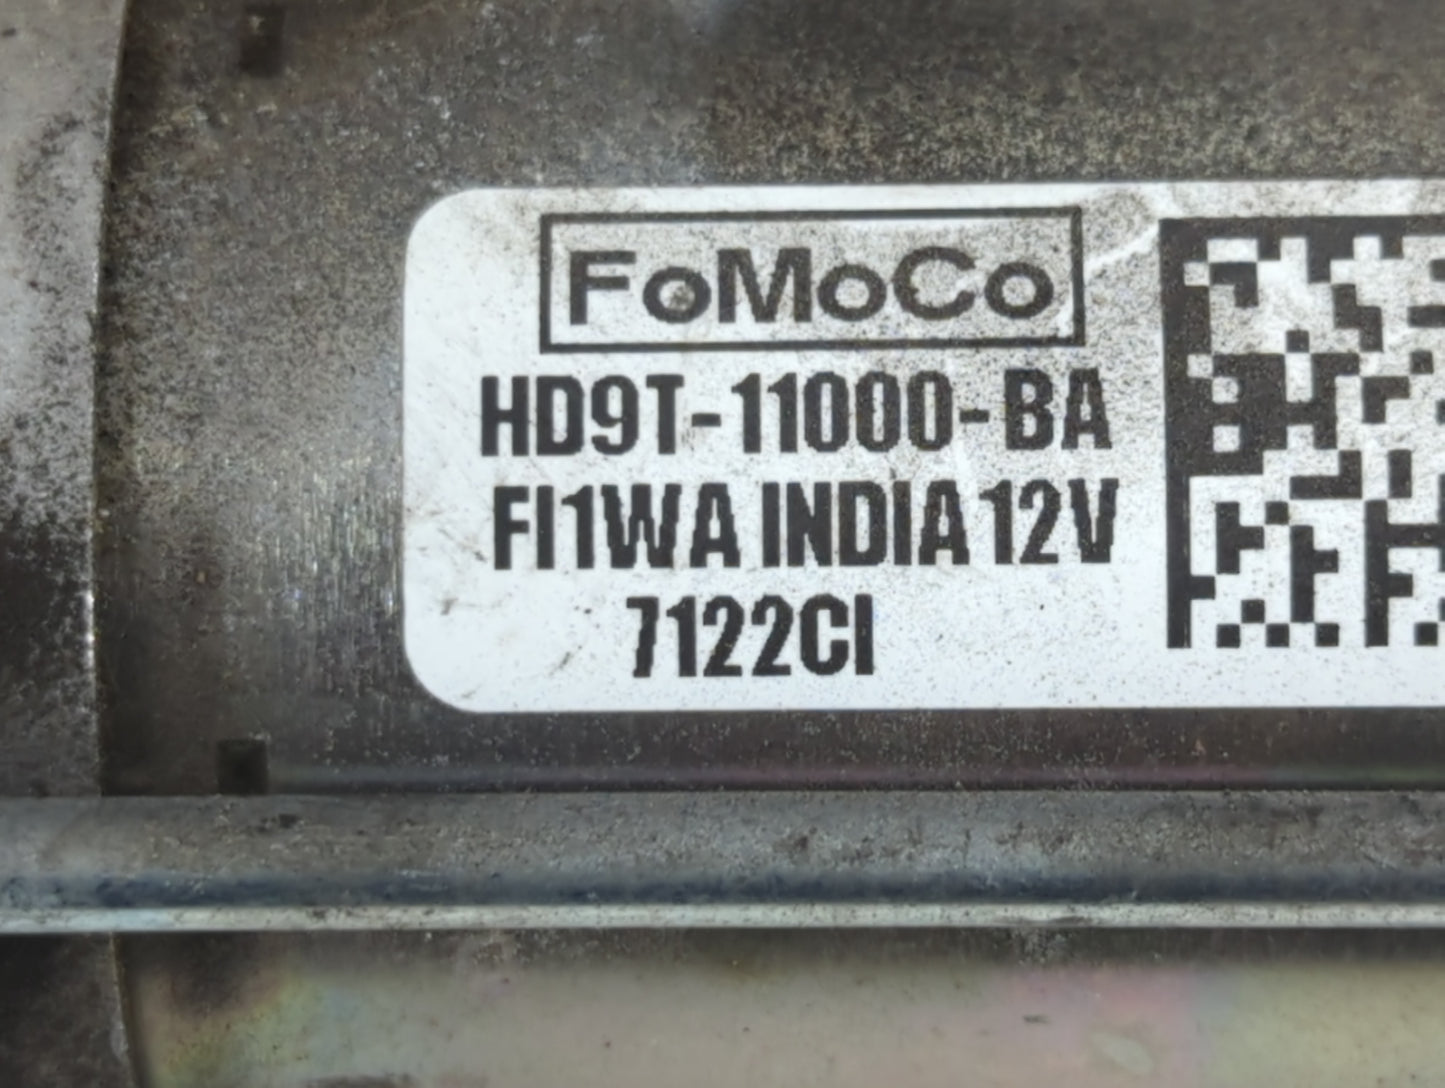 FoMoCo
HD9T-11000-BA
FI1WA INDIA 12V
7122CI